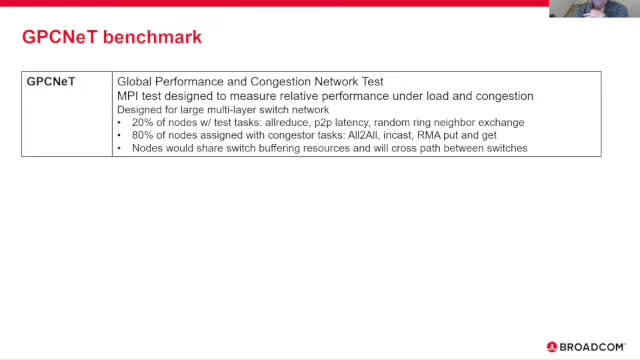 GPCNeT benchmark
GPCNeT
Global Performance and Congestion Network Test
MPI test designed to measure relative performance under load and congestion
Designed for large multi-layer switch network
• 20% of nodes w/ test tasks: allreduce, p2p latency, random ring neighbor exchange
• 80% of nodes assigned with congestor tasks: All2All, incast, RMA put and get
• Nodes would share switch buffering resources and will cross path between switches
BROADCOM